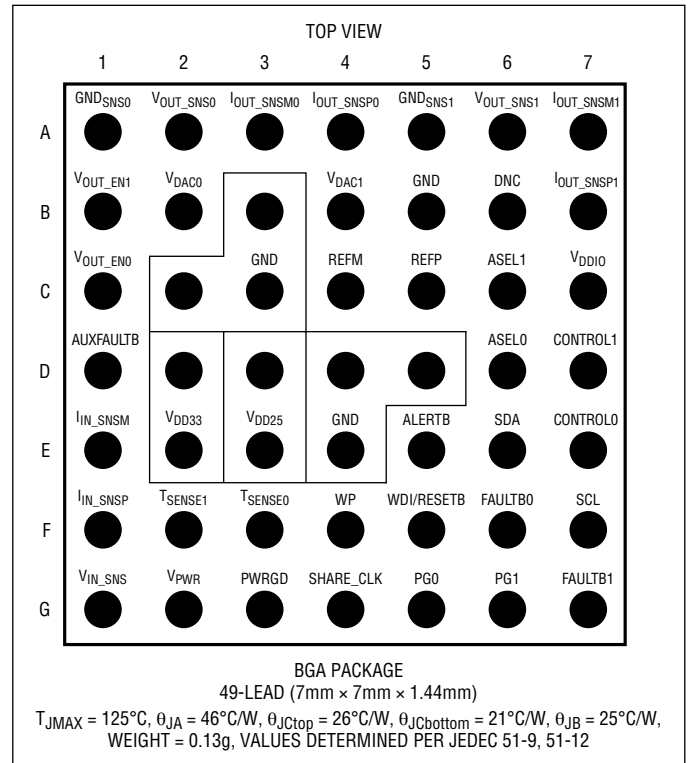 TOP VIEW
1 2 3 4 5 6 7
GNDSNS0 VOUT_SNS0 IOUT_SNSM0 IOUT_SNSP0 GNDSNS1 VOUT_SNS1 IOUT_SNSM1
A
VOUT_EN1 VDAC0 VDAC1 GND DNC IOUT_SNSP1
B
VOUT_EN0 GND REFM REFP ASEL1 VDDIO
C
AUXFAULTB ASEL0 CONTROL1
D
IIN_SNSM VDD33 VDD25 GND ALERTB SDA CONTROL0
E
IIN_SNSP TSENSE1 TSENSE0 WP WDI/RESETB FAULTB0 SCL
F
VIN_SNS VPWR PWRGD SHARE_CLK PG0 PG1 FAULTB1
G
BGA PACKAGE
49-LEAD (7mm × 7mm × 1.44mm)
TJMAX = 125°C, θJA = 46°C/W, θJCtop = 26°C/W, θJCbottom = 21°C/W, θJB = 25°C/W,
WEIGHT = 0.13g, VALUES DETERMINED PER JEDEC 51-9, 51-12